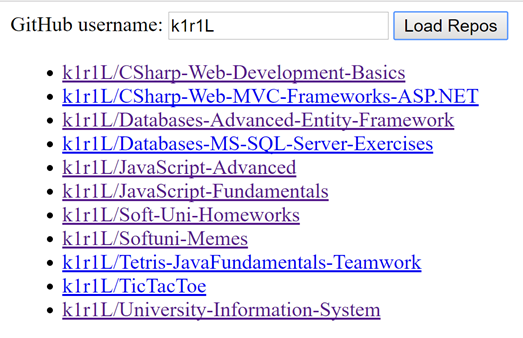 GitHub username: k1r1L Load Repos
k1r1L/CSharp-Web-Development-Basics
k1r1L/CSharp-Web-MVC-Frameworks-ASP.NET
k1r1L/Databases-Advanced-Entity-Framework
k1r1L/Databases-MS-SQL-Server-Exercises
k1r1L/JavaScript-Advanced
k1r1L/JavaScript-Fundamentals
k1r1L/Soft-Uni-Homeworks
k1r1L/Softuni-Memes
k1r1L/Tetris-JavaFundamentals-Teamwork
k1r1L/TicTacToe
k1r1L/University-Information-System